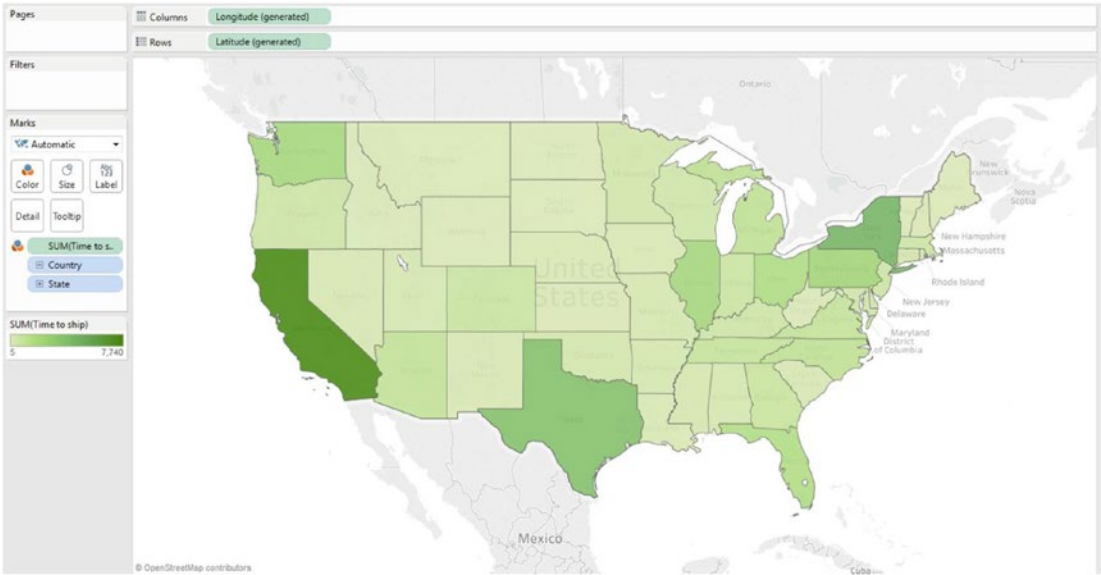 Pages
Columns
Longitude (generated)
Rows
Latitude (generated)
Filters
Marks
Automatic
Color
Size
Label
Detail
Tooltip
SUM(Time to s..
Country
State
SUM(Time to ship)
5
7,740
Ontario
New
Brunswick
Nova
Scotia
New Hampshire
Massachusetts
Rhode Island
New Jersey
Delaware
Maryland
District
of Columbia
United
States
Mexico
Cuba
© OpenStreetMap contributors